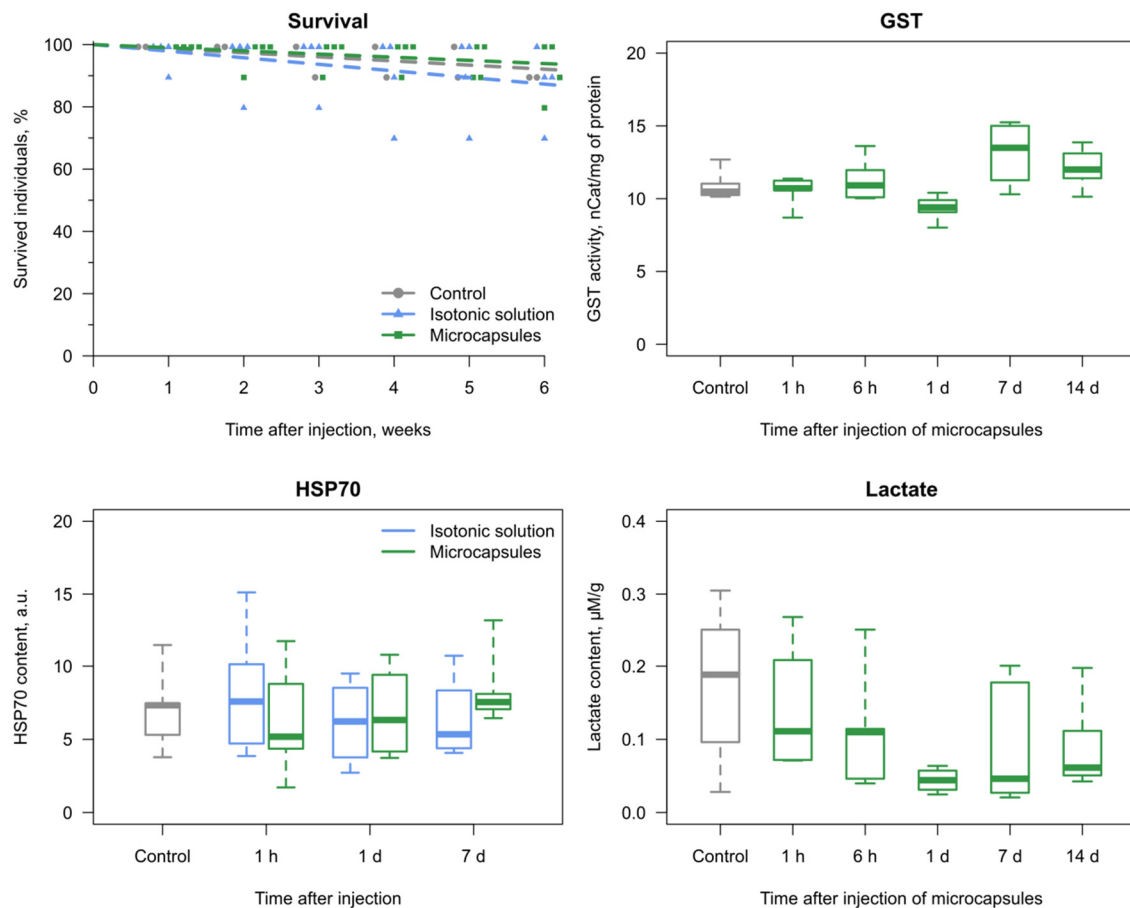 Survival
Survived individuals, %
100
80
60
40
20
0
0 1 2 3 4 5 6
Time after injection, weeks
Control
Isotonic solution
Microcapsules
GST
GST activity, nCat/mg of protein
20
15
10
5
0
Control 1 h 6 h 1 d 7 d 14 d
Time after injection of microcapsules
HSP70
HSP70 content, a.u.
20
15
10
5
0
Isotonic solution
Microcapsules
Control 1 h 1 d 7 d
Time after injection
Lactate
Lactate content, µM/g
0.4
0.3
0.2
0.1
0.0
Control 1 h 6 h 1 d 7 d 14 d
Time after injection of microcapsules